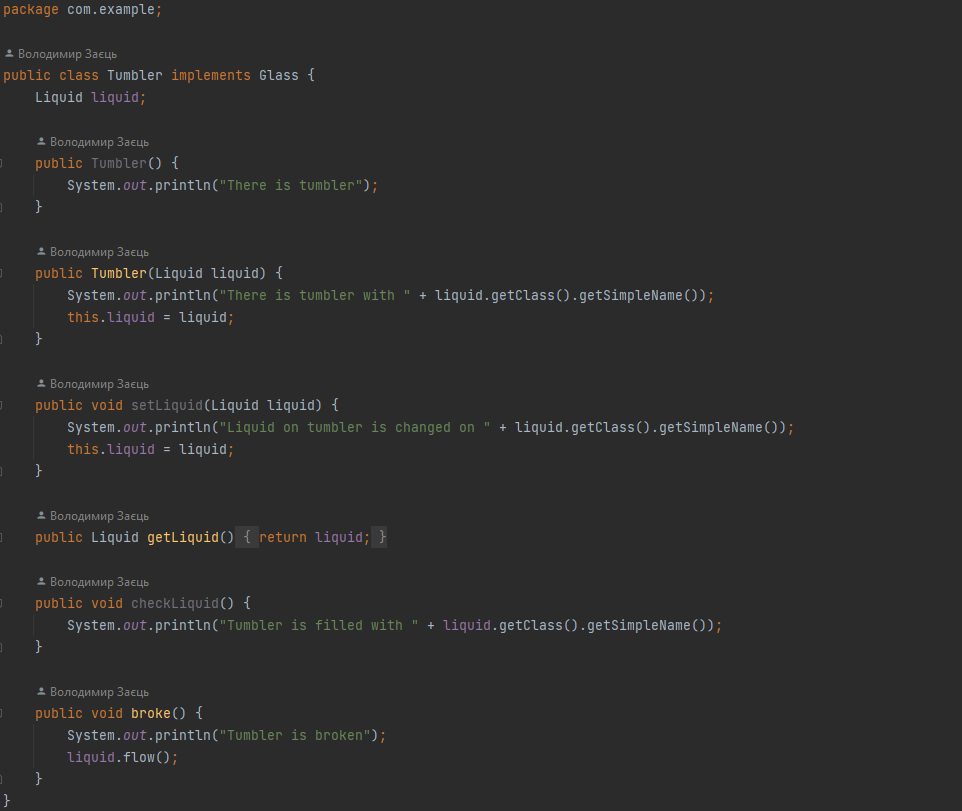 package com.example;
Володимир Заєць
public class Tumbler implements Glass {
Liquid liquid;
Володимир Заєць
public Tumbler() {
System.out.println("There is tumbler");
}
Володимир Заєць
public Tumbler(Liquid liquid) {
System.out.println("There is tumbler with " + liquid.getClass().getSimpleName());
this.liquid = liquid;
}
Володимир Заєць
public void setLiquid(Liquid liquid) {
System.out.println("Liquid on tumbler is changed on " + liquid.getClass().getSimpleName());
this.liquid = liquid;
}
Володимир Заєць
public Liquid getLiquid() { return liquid; }
Володимир Заєць
public void checkLiquid() {
System.out.println("Tumbler is filled with " + liquid.getClass().getSimpleName());
}
Володимир Заєць
public void broke() {
System.out.println("Tumbler is broken");
liquid.flow();
}
}